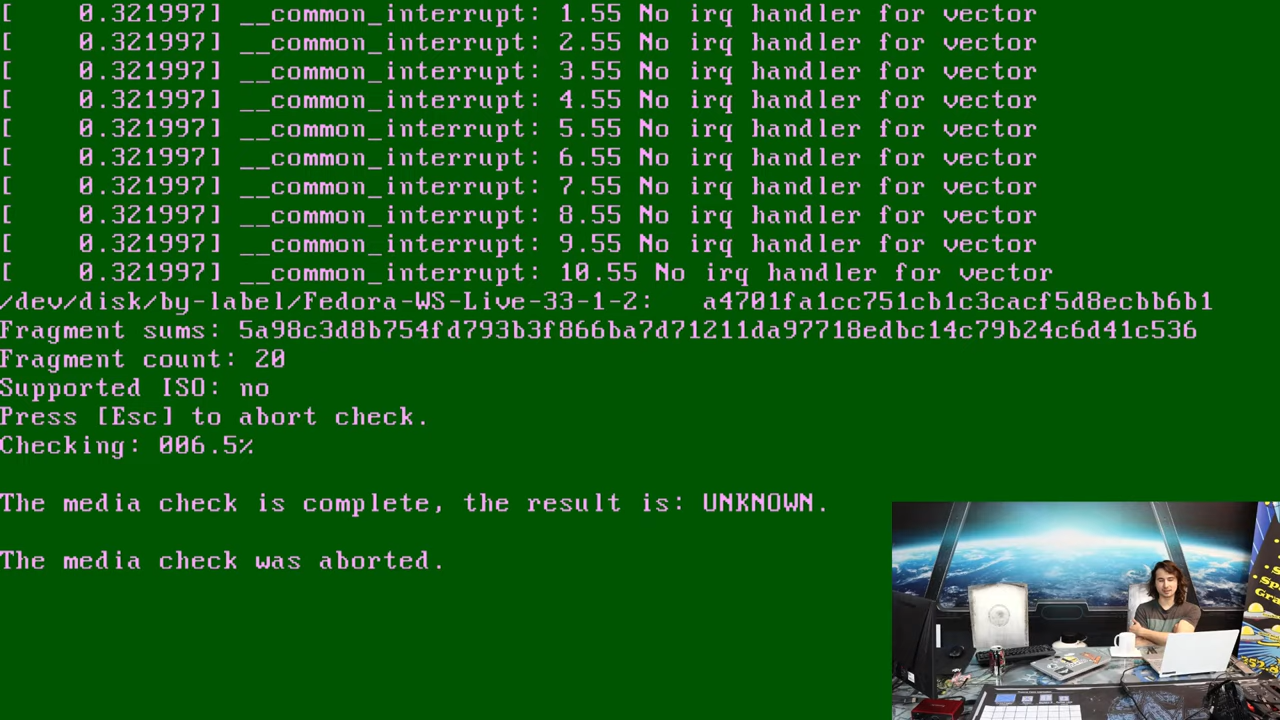 [    0.321997] __common_interrupt: 1.55 No irq handler for vector
[    0.321997] __common_interrupt: 2.55 No irq handler for vector
[    0.321997] __common_interrupt: 3.55 No irq handler for vector
[    0.321997] __common_interrupt: 4.55 No irq handler for vector
[    0.321997] __common_interrupt: 5.55 No irq handler for vector
[    0.321997] __common_interrupt: 6.55 No irq handler for vector
[    0.321997] __common_interrupt: 7.55 No irq handler for vector
[    0.321997] __common_interrupt: 8.55 No irq handler for vector
[    0.321997] __common_interrupt: 9.55 No irq handler for vector
[    0.321997] __common_interrupt: 10.55 No irq handler for vector
/dev/disk/by-label/Fedora-WS-Live-33-1-2:   a4701fa1cc751cb1c3cacf5d8ecbb6b1
Fragment sums: 5a98c3d8b754fd793b3f866ba7d71211da97718edbc14c79b24c6d41c536
Fragment count: 20
Supported ISO: no
Press [Esc] to abort check.
Checking: 006.5%
The media check is complete, the result is: UNKNOWN.
The media check was aborted.